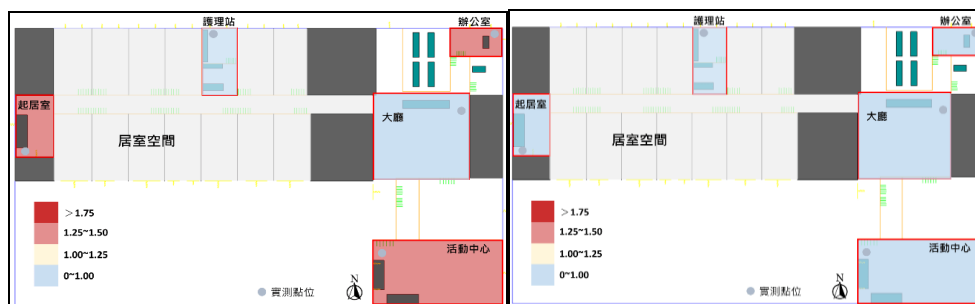 護理站
辦公室
起居室
大廳
居室空間
＞1.75
1.25~1.50
1.00~1.25
0~1.00
活動中心
N
實測點位
護理站
辦公室
起居室
大廳
居室空間
＞1.75
1.25~1.50
1.00~1.25
0~1.00
活動中心
N
實測點位